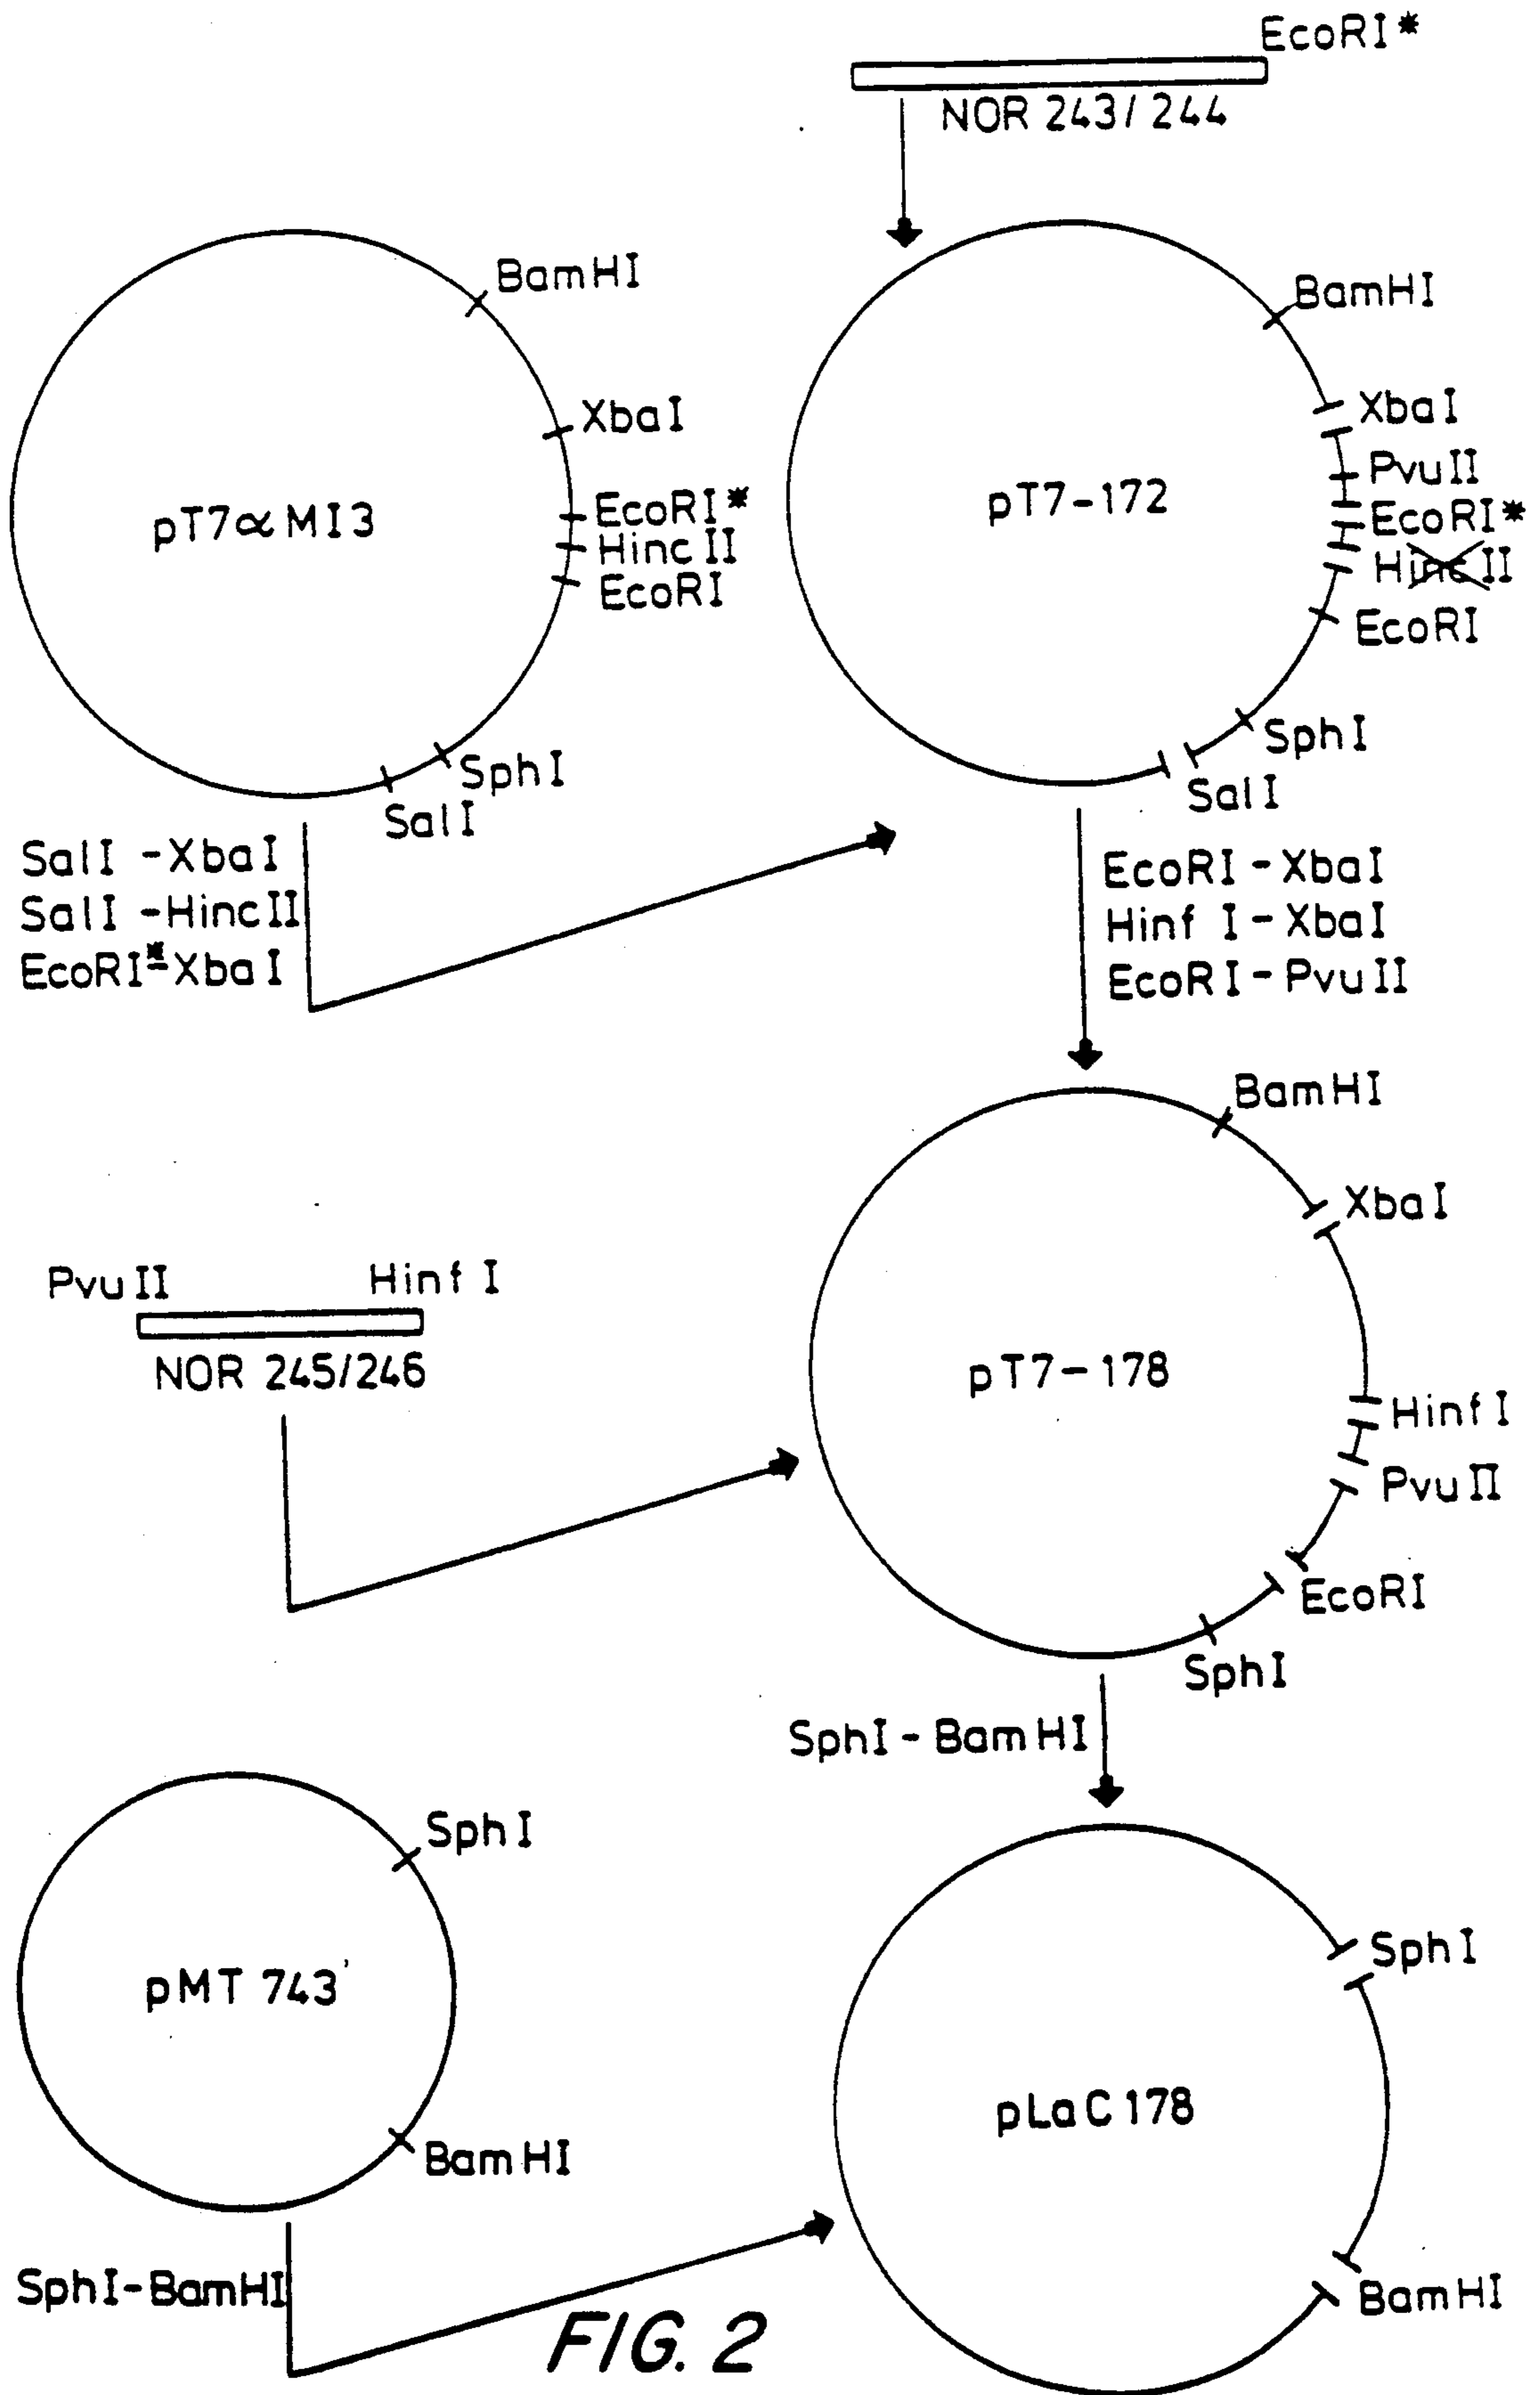 EcoRI*
NOR 243/244
BamHI
XbaI
EcoRI*
HincII
EcoRI
SphI
SalI
pT7αMI3
BamHI
XbaI
PvuII
EcoRI*
HincII
EcoRI
SphI
SalI
pT7-172
SalI -XbaI
SalI -HincII
EcoRI*-XbaI
EcoRI-XbaI
Hinf I-XbaI
EcoRI-PvuII
PvuII
Hinf I
NOR 245/246
BamHI
XbaI
Hinf I
PvuII
EcoRI
SphI
pT7-178
SphI-BamHI
SphI
BamHI
pMT 743'
SphI
BamHI
pLaC178
SphI-BamHI
FIG. 2